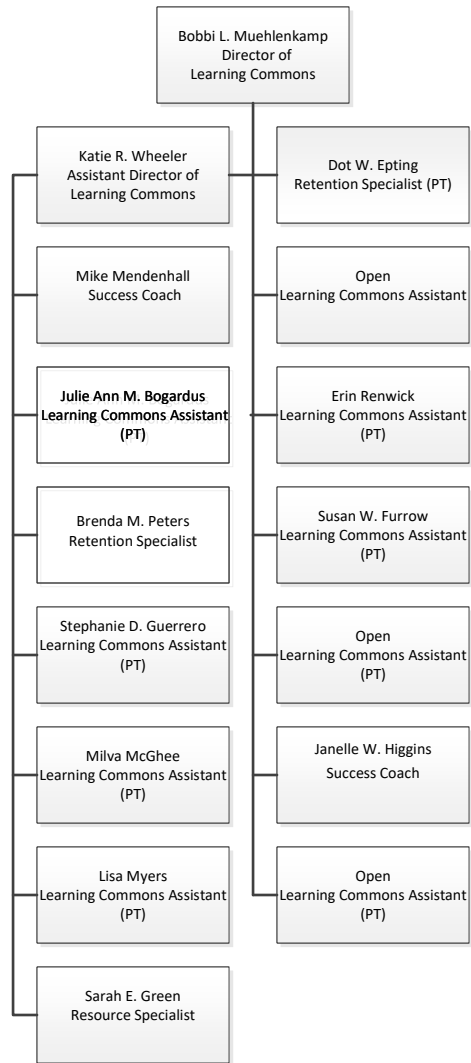 Bobbi L. Muehlenkamp
Director of
Learning Commons
Katie R. Wheeler
Assistant Director of
Learning Commons
Dot W. Epting
Retention Specialist (PT)
Mike Mendenhall
Success Coach
Open
Learning Commons Assistant
Julie Ann M. Bogardus
Learning Commons Assistant
(PT)
Erin Renwick
Learning Commons Assistant
(PT)
Brenda M. Peters
Retention Specialist
Susan W. Furrow
Learning Commons Assistant
(PT)
Stephanie D. Guerrero
Learning Commons Assistant
(PT)
Open
Learning Commons Assistant
(PT)
Milva McGhee
Learning Commons Assistant
(PT)
Janelle W. Higgins
Success Coach
Lisa Myers
Learning Commons Assistant
(PT)
Open
Learning Commons Assistant
(PT)
Sarah E. Green
Resource Specialist